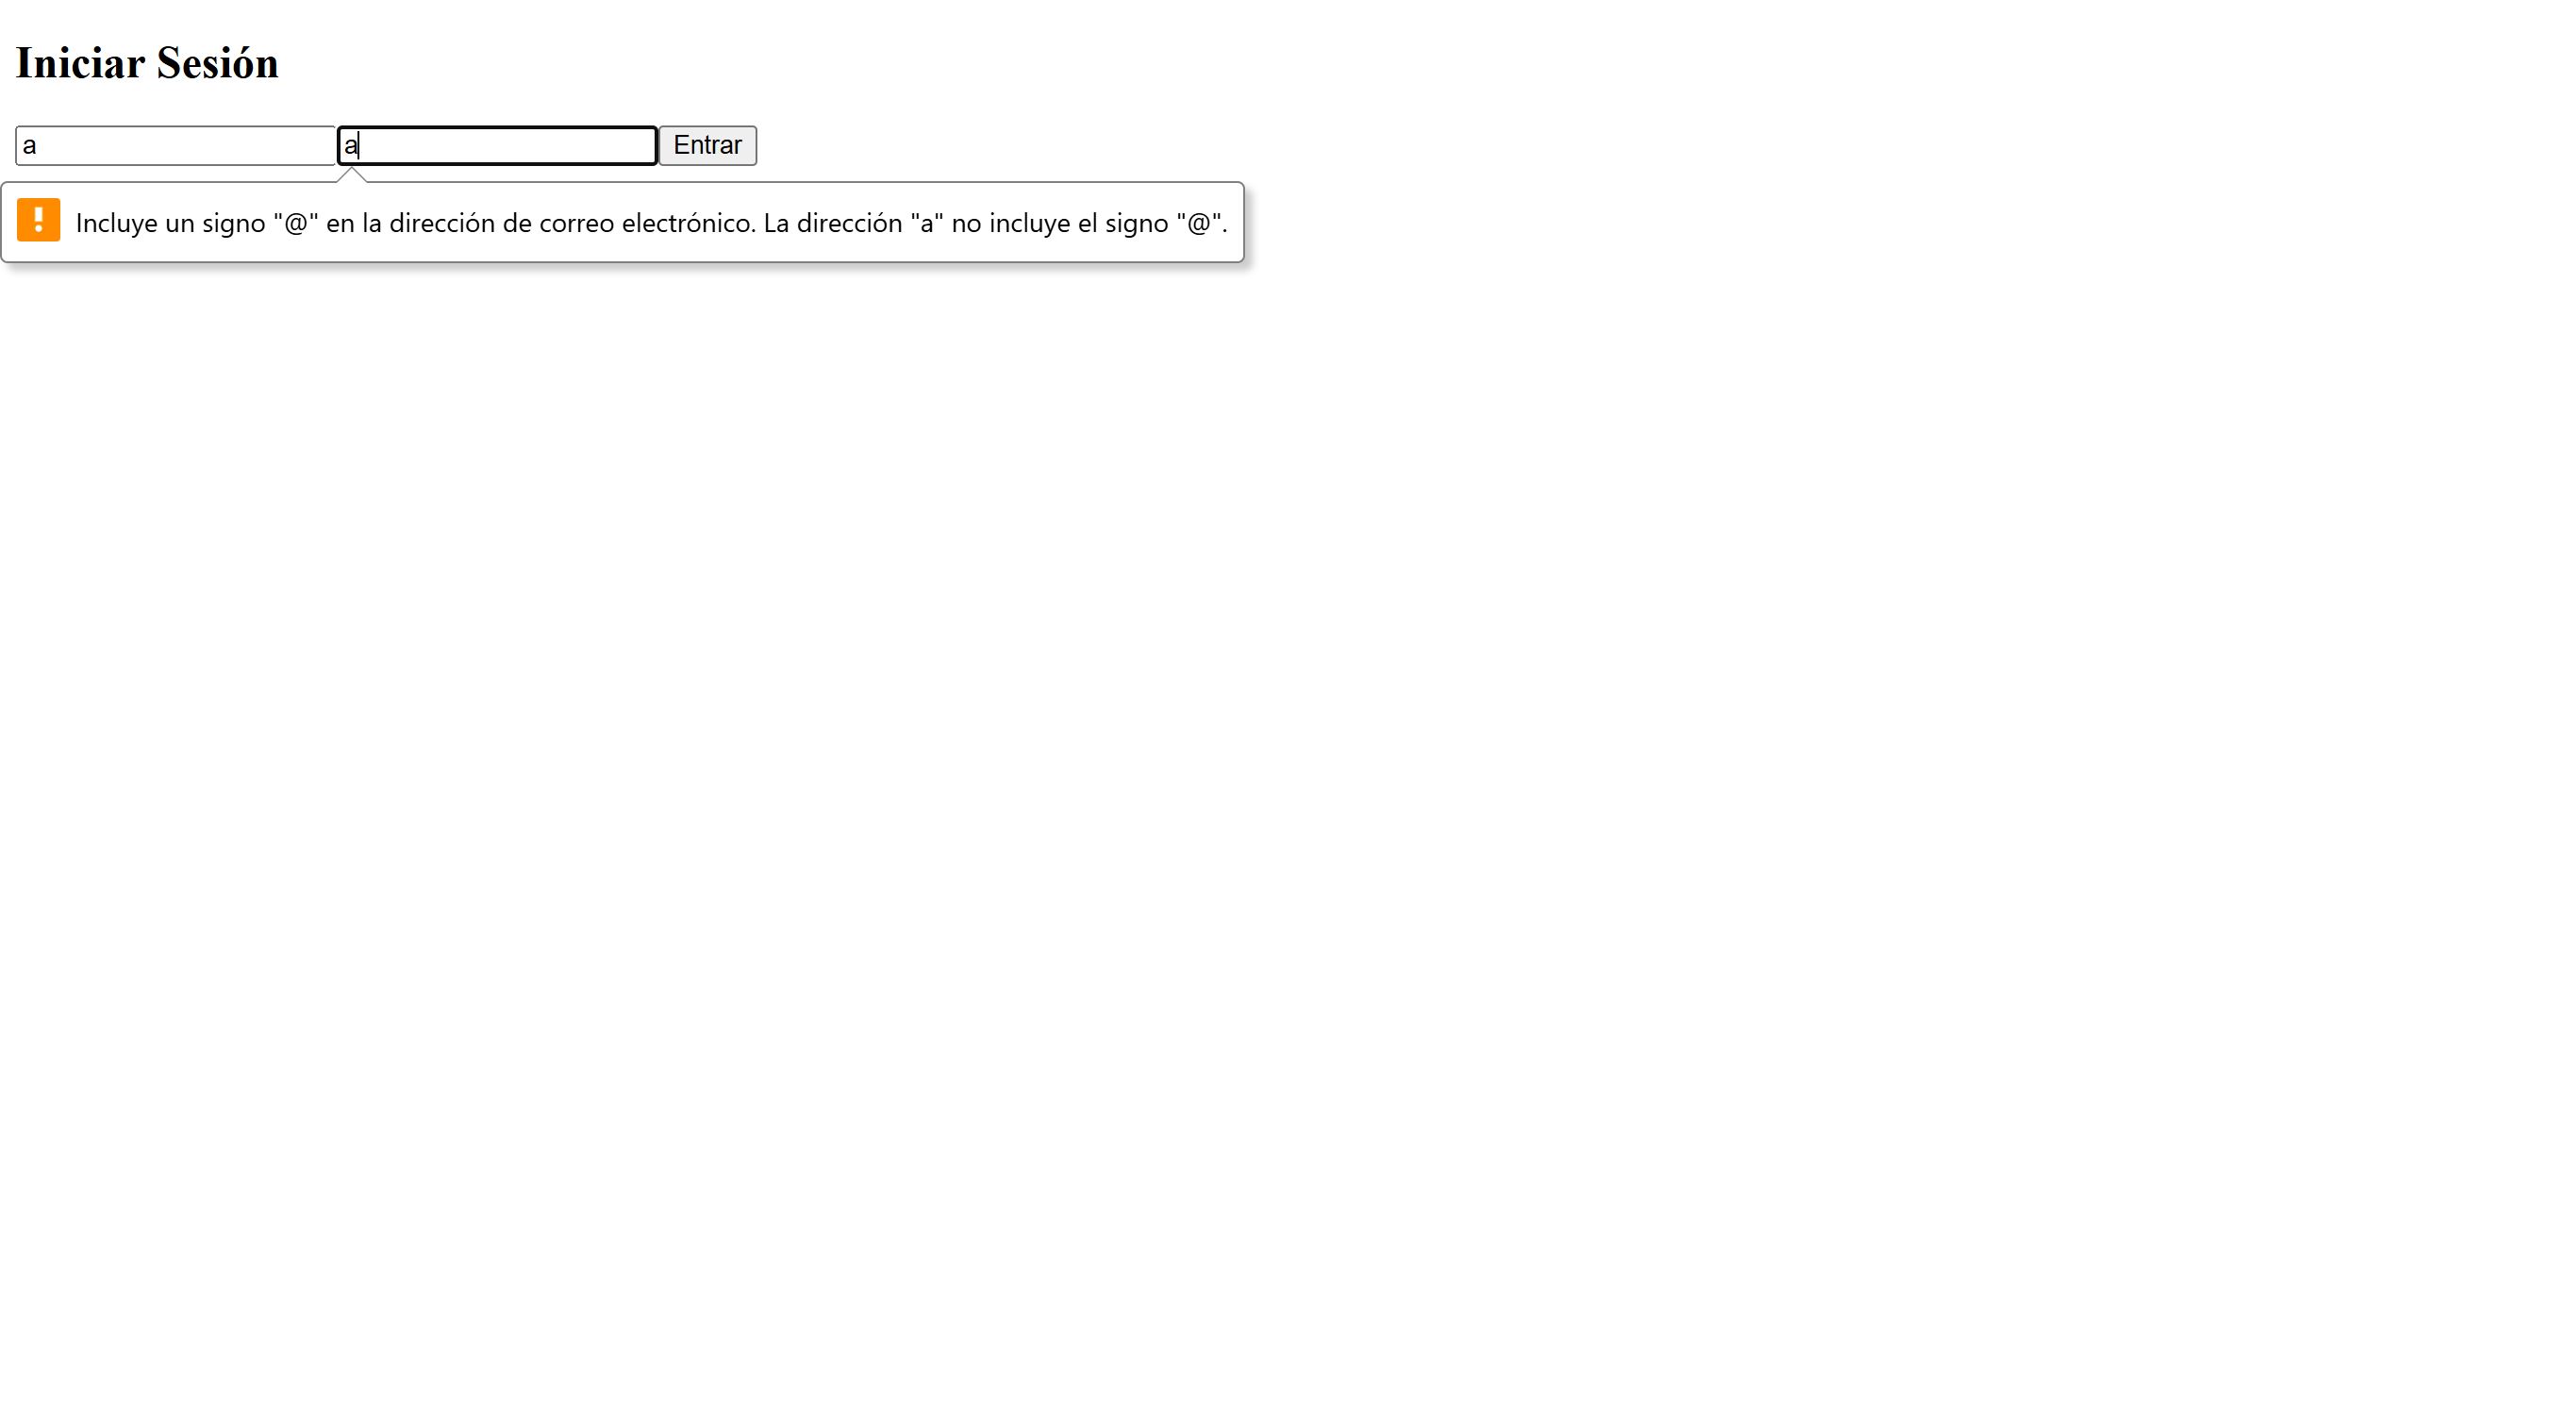 Iniciar Sesión
a a Entrar
Incluye un signo "@" en la dirección de correo electrónico. La dirección "a" no incluye el signo "@".